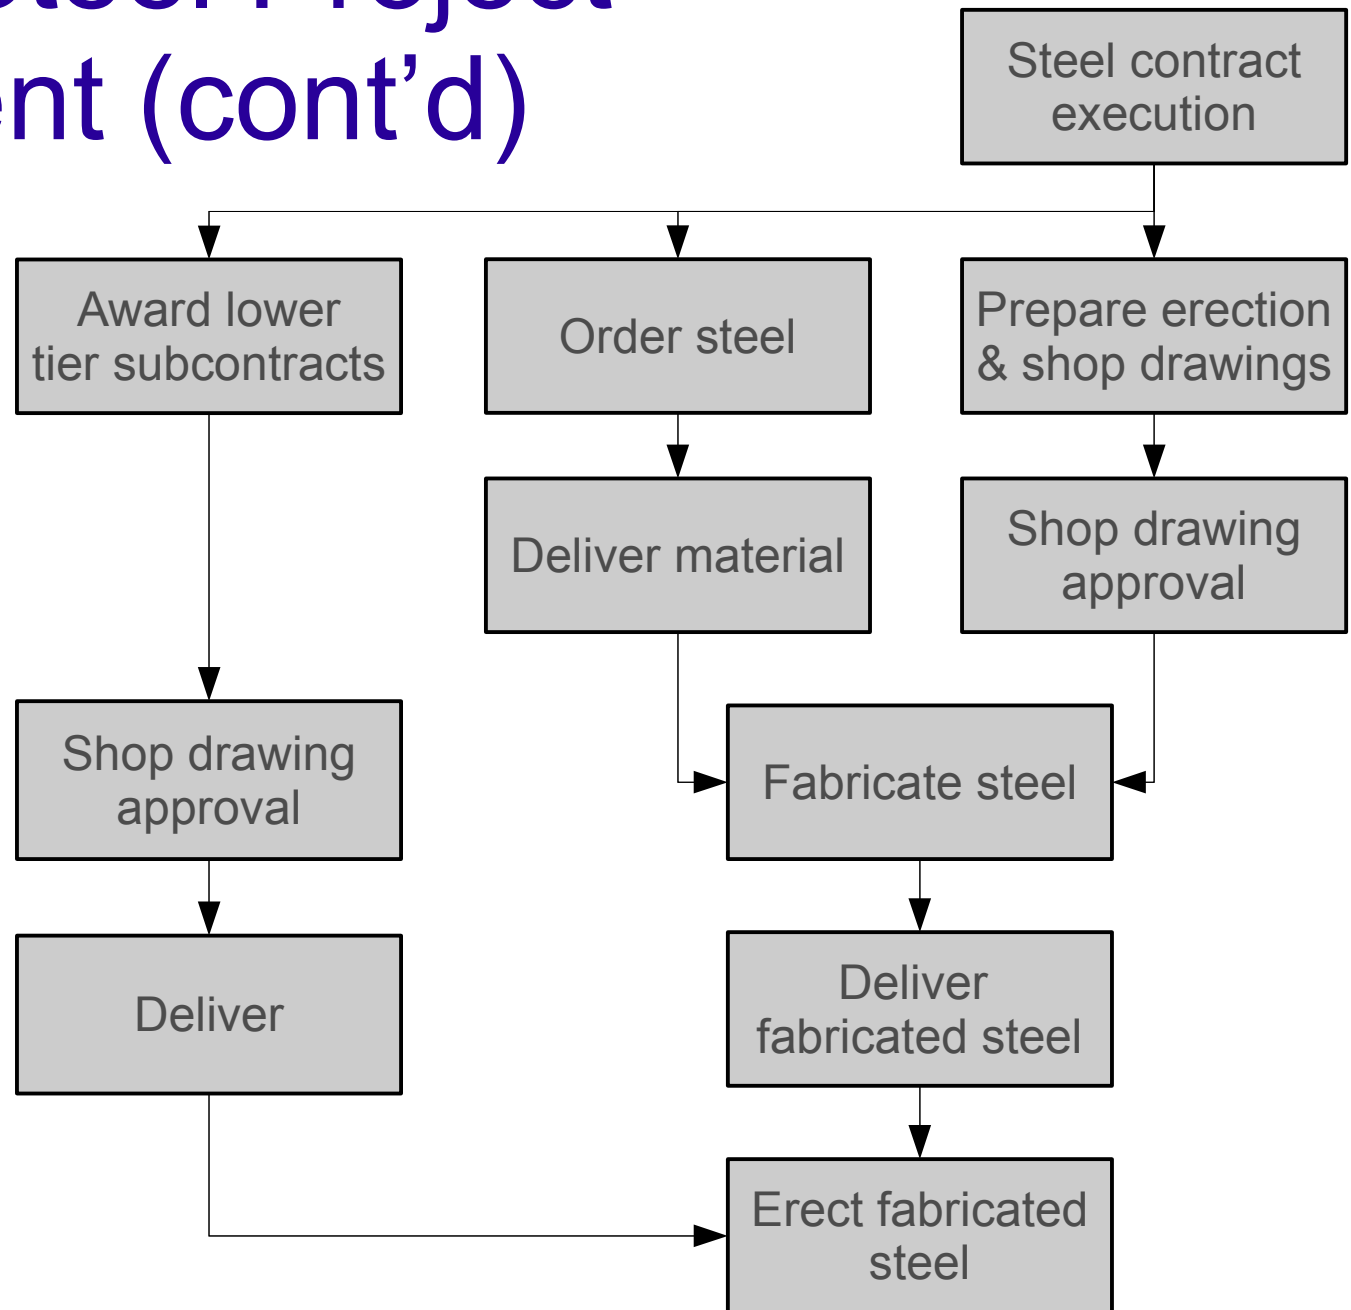 Project
(cont’d)
Steel contract
execution
Award lower
tier subcontracts
Order steel
Prepare erection
& shop drawings
Deliver material
Shop drawing
approval
Shop drawing
approval
Fabricate steel
Deliver
Deliver
fabricated steel
Erect fabricated
steel